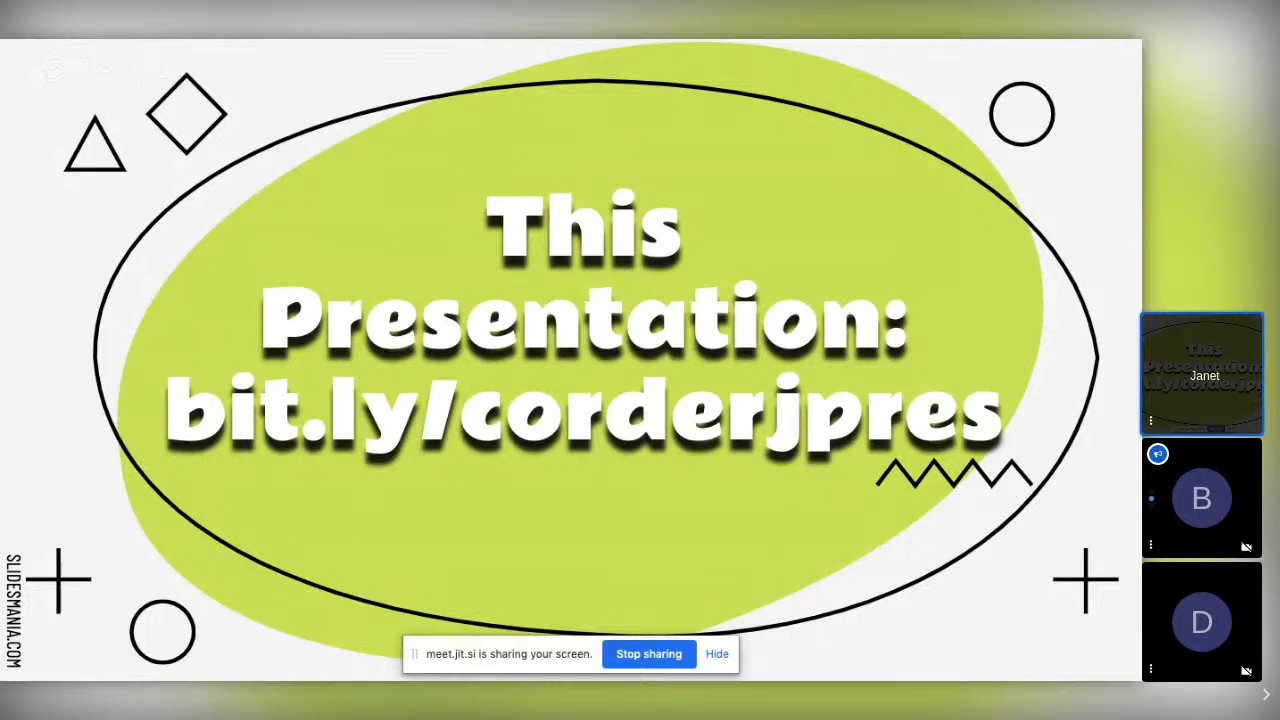 This
Presentation:
bit.ly/corderjpres
SLIDESMANIA.COM
meet.jit.si is sharing your screen.
Stop sharing
Hide
Janet
B
D